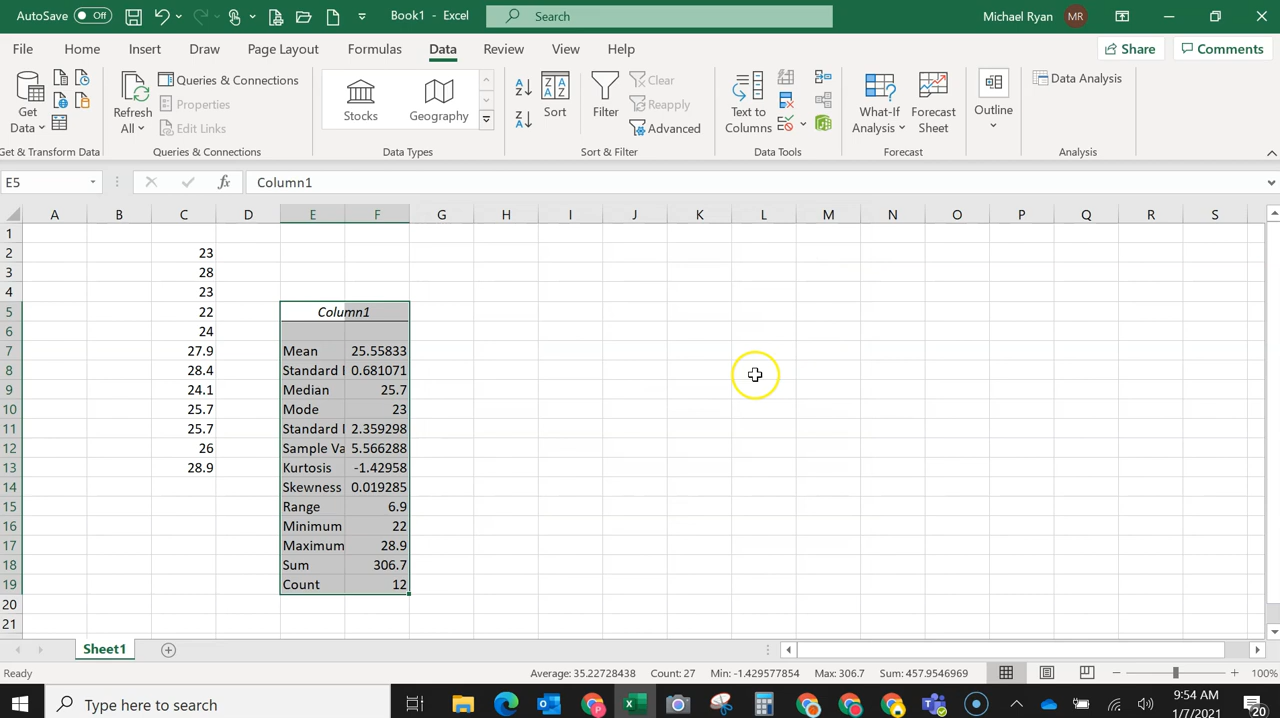 AutoSave Off Book1 - Excel Search Michael Ryan MR
File Home Insert Draw Page Layout Formulas Data Review View Help Share Comments
Get Data
Refresh All
Queries & Connections
Properties
Edit Links
Stocks
Geography
Sort
Filter
Clear
Reapply
Advanced
Text to Columns
What-If Analysis
Forecast Sheet
Outline
Data Analysis
Get & Transform Data Queries & Connections Data Types Sort & Filter Data Tools Forecast Analysis
E5 fx Column1
A B C D E F G H I J K L M N O P Q R S
1
2 23
3 28
4 23
5 22 Column1
6 24
7 27.9 Mean 25.55833
8 28.4 Standard 0.681071
9 24.1 Median 25.7
10 25.7 Mode 23
11 25.7 Standard 2.359298
12 26 Sample Va 5.566288
13 28.9 Kurtosis -1.42958
14 Skewness 0.019285
15 Range 6.9
16 Minimum 22
17 Maximum 28.9
18 Sum 306.7
19 Count 12
20
21
Sheet1
Ready Average: 35.22728438 Count: 27 Min: -1.429577854 Max: 306.7 Sum: 457.9546969 100%
Type here to search 9:54 AM
1/7/2021 20